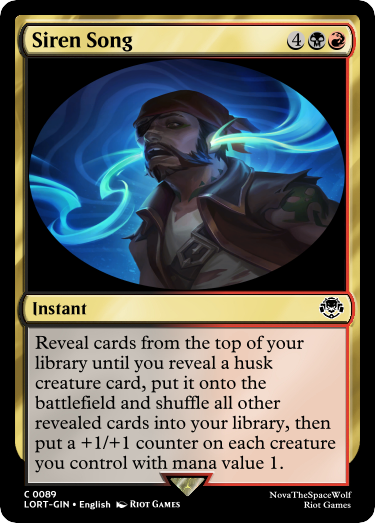 Siren Song 4
Instant
Reveal cards from the top of your
library until you reveal a husk
creature card, put it onto the
battlefield and shuffle all other
revealed cards into your library, then
put a +1/+1 counter on each creature
you control with mana value 1.
C 0089
LORT-GIN • English Riot Games
NovaTheSpaceWolf
Riot Games